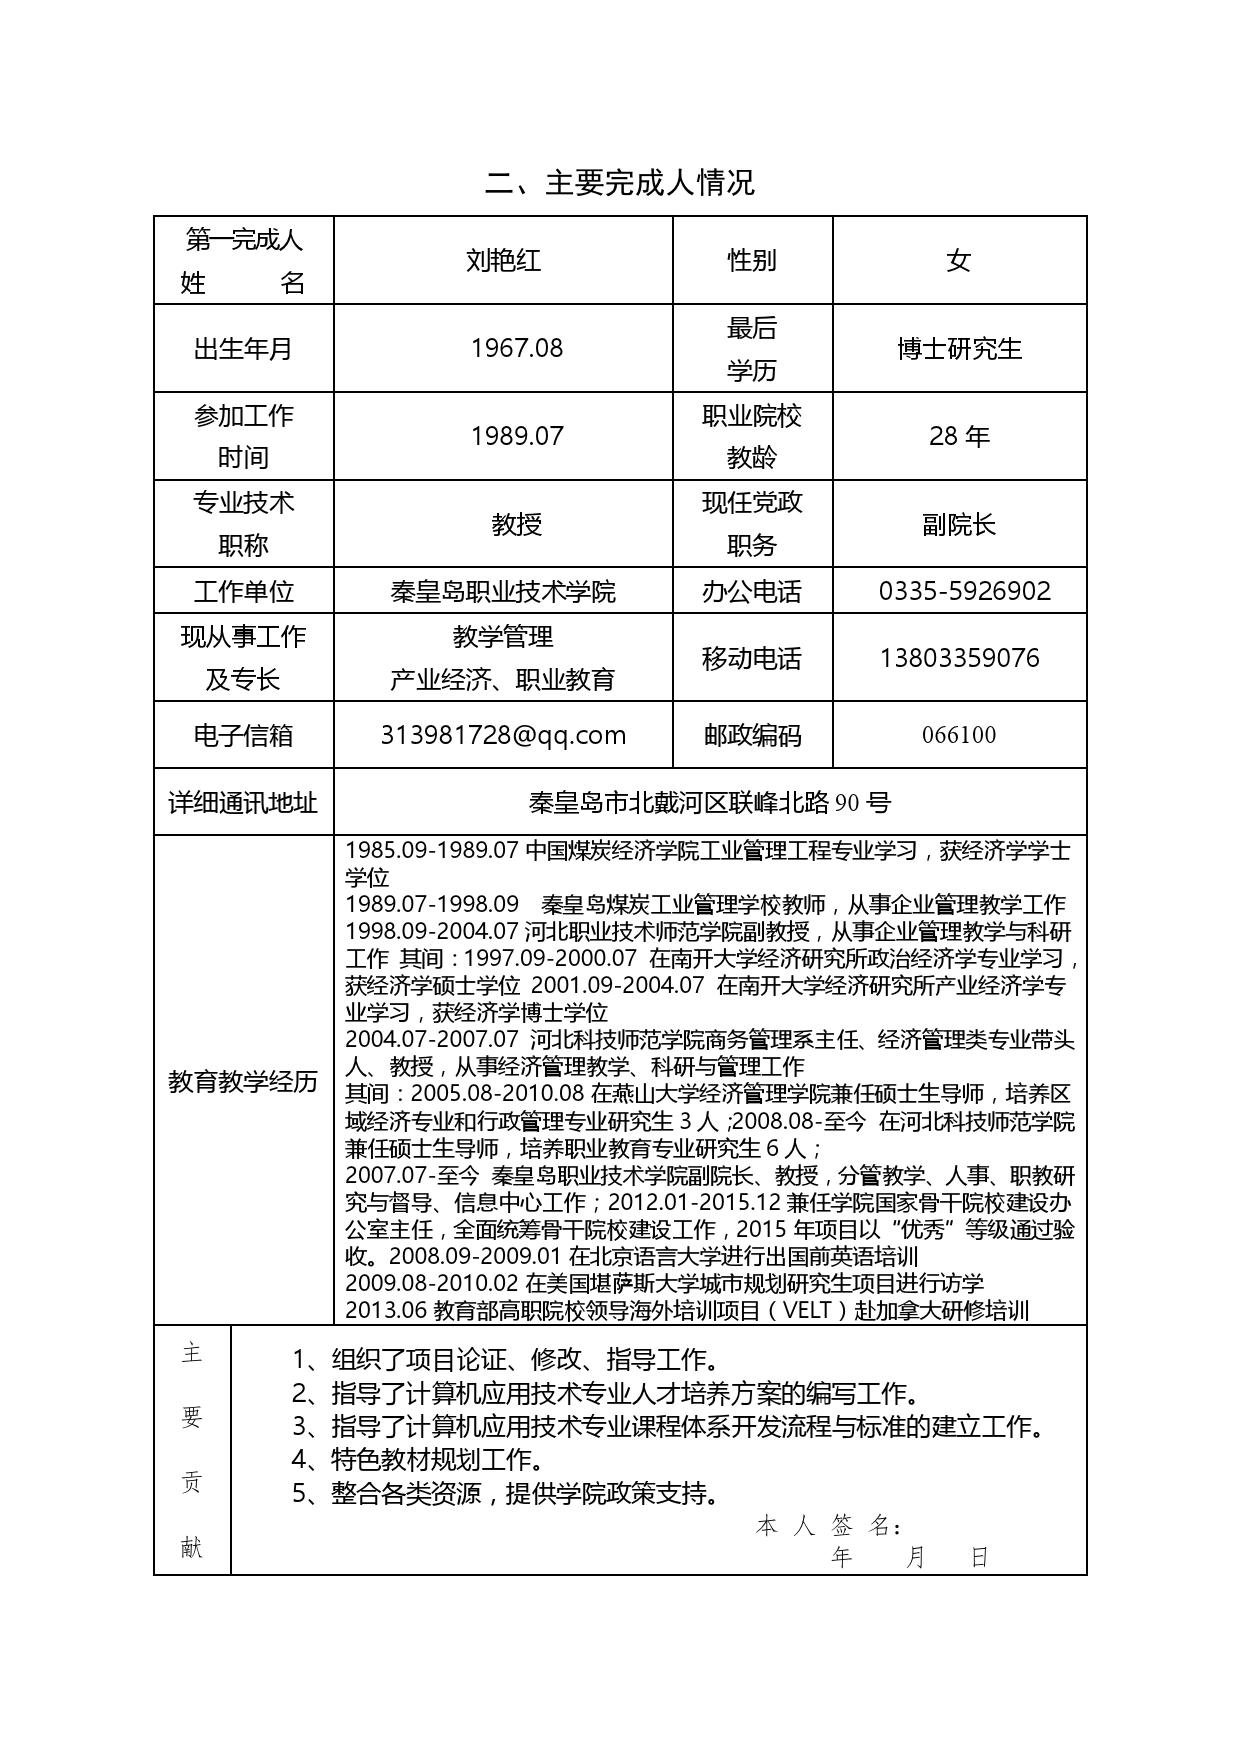 二、主要完成人情况
第一完成人
姓 名
刘艳红
性别
女
出生年月
1967.08
最后
学历
博士研究生
参加工作
时间
1989.07
职业院校
教龄
28 年
专业技术
职称
教授
现任党政
职务
副院长
工作单位
秦皇岛职业技术学院
办公电话
0335-5926902
现从事工作
及专长
教学管理
产业经济、职业教育
移动电话
13803359076
电子信箱
313981728@qq.com
邮政编码
066100
详细通讯地址
秦皇岛市北戴河区联峰北路 90 号
教育教学经历
1985.09-1989.07 中国煤炭经济学院工业管理工程专业学习，获经济学学士
学位
1989.07-1998.09 秦皇岛煤炭工业管理学校教师，从事企业管理教学工作
1998.09-2004.07 河北职业技术师范学院副教授，从事企业管理教学与科研
工作 其间：1997.09-2000.07 在南开大学经济研究所政治经济学专业学习，
获经济学硕士学位 2001.09-2004.07 在南开大学经济研究所产业经济学专
业学习，获经济学博士学位
2004.07-2007.07 河北科技师范学院商务管理系主任、经济管理类专业带头
人、教授，从事经济管理教学、科研与管理工作
其间：2005.08-2010.08 在燕山大学经济管理学院兼任硕士生导师，培养区
域经济专业和行政管理专业研究生 3 人；2008.08-至今 在河北科技师范学院
兼任硕士生导师，培养职业教育专业研究生 6 人；
2007.07-至今 秦皇岛职业技术学院副院长、教授，分管教学、人事、职教研
究与督导、信息中心工作；2012.01-2015.12 兼任学院国家骨干院校建设办
公室主任，全面统筹骨干院校建设工作，2015 年项目以“优秀”等级通过验
收。2008.09-2009.01 在北京语言大学进行出国前英语培训
2009.08-2010.02 在美国堪萨斯大学城市规划研究生项目进行访学
2013.06 教育部高职院校领导海外培训项目（VELT）赴加拿大研修培训
主
要
贡
献
1、组织了项目论证、修改、指导工作。
2、指导了计算机应用技术专业人才培养方案的编写工作。
3、指导了计算机应用技术专业课程体系开发流程与标准的建立工作。
4、特色教材规划工作。
5、整合各类资源，提供学院政策支持。
本 人 签 名：
年 月 日